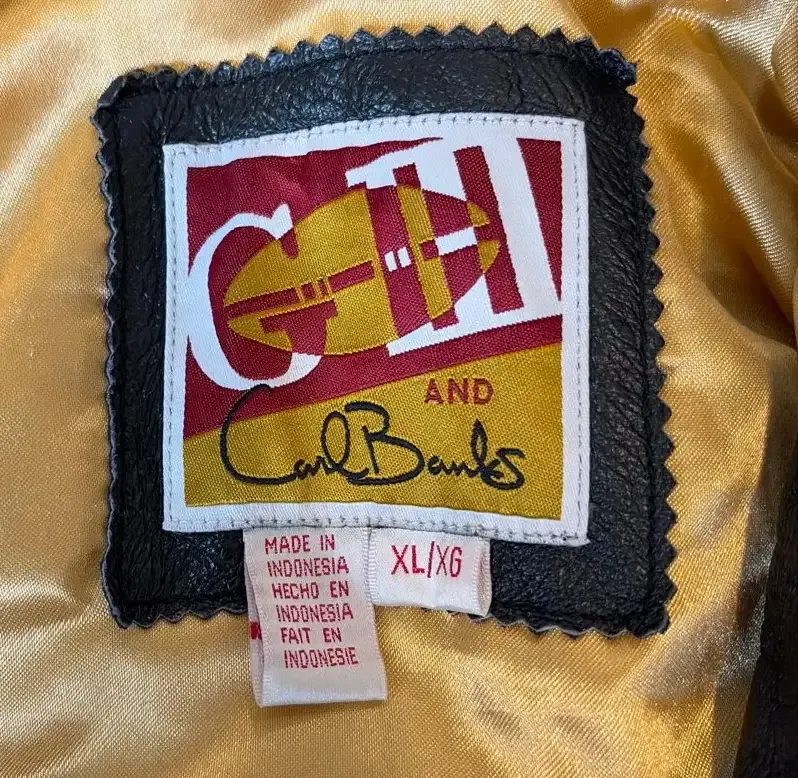 G-III
AND
Carl Banks
MADE IN
INDONESIA
HECHO EN
INDONESIA
FAIT EN
INDONESIE
XL/XG